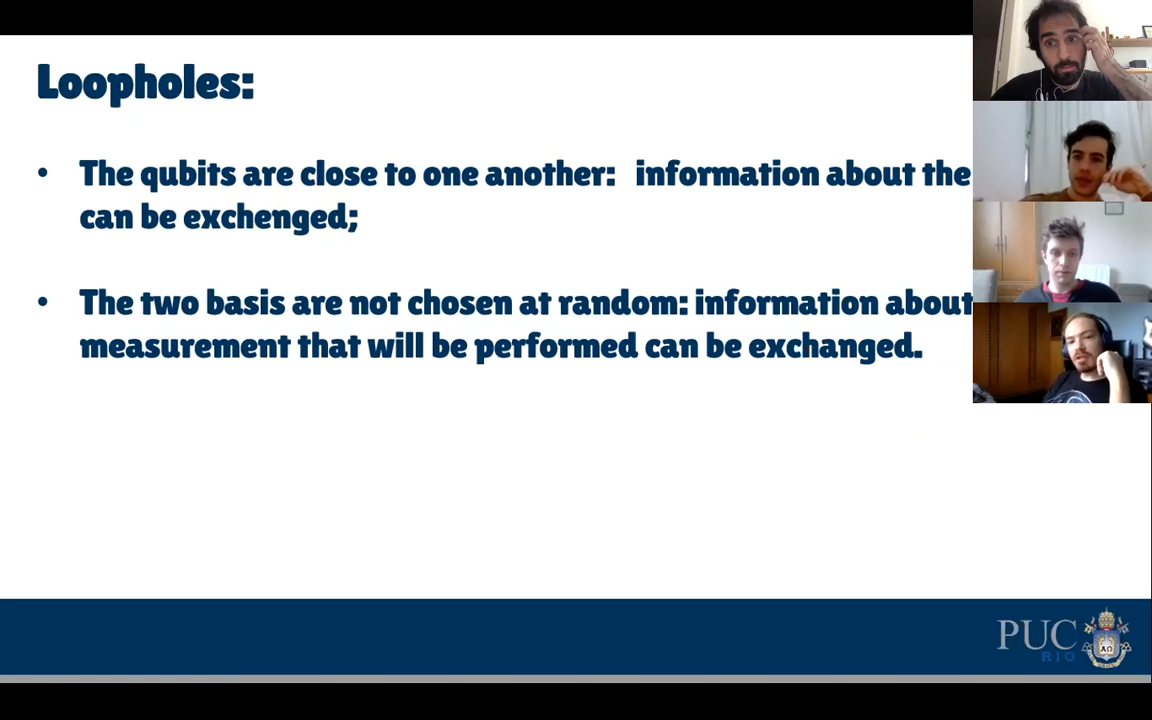 Loopholes:
• The qubits are close to one another: information about the
can be exchenged;
• The two basis are not chosen at random: information about
measurement that will be performed can be exchanged.
PUC
RIO